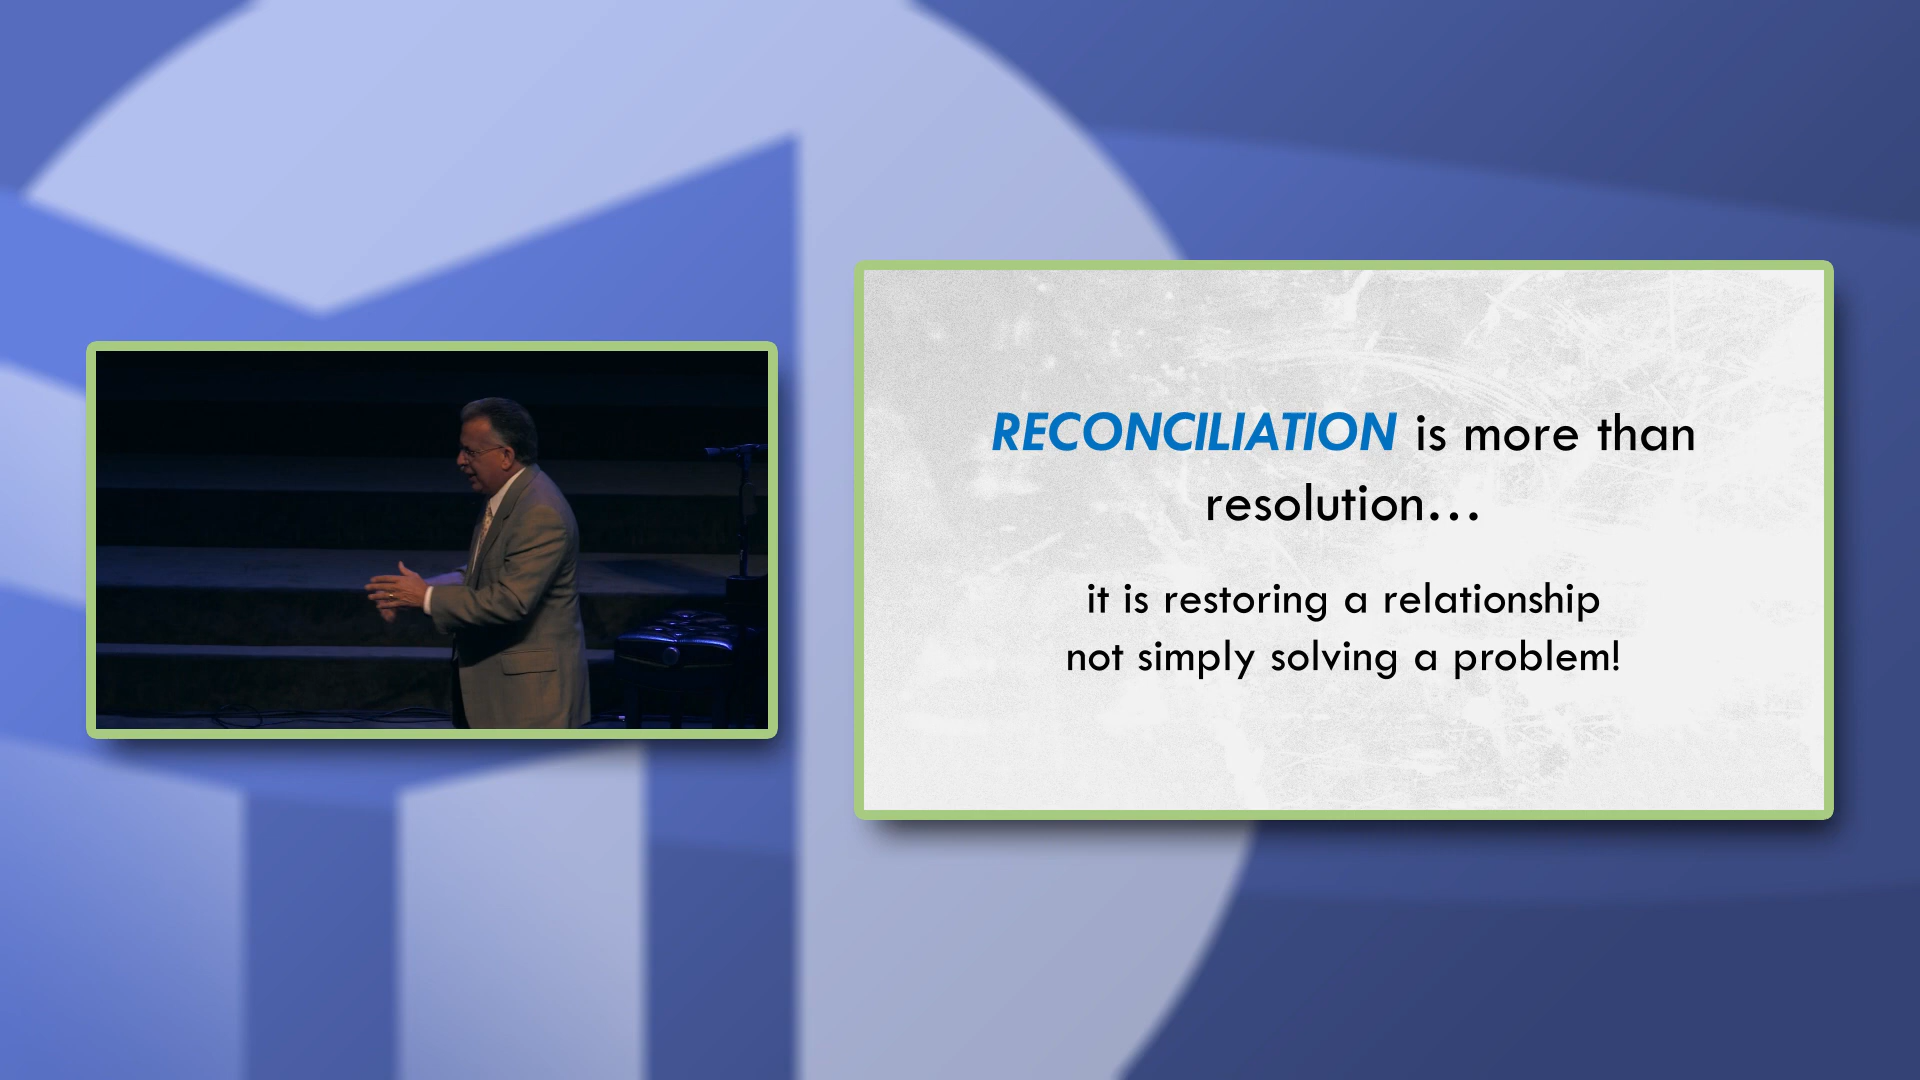 RECONCILIATION is more than
resolution…
it is restoring a relationship
not simply solving a problem!